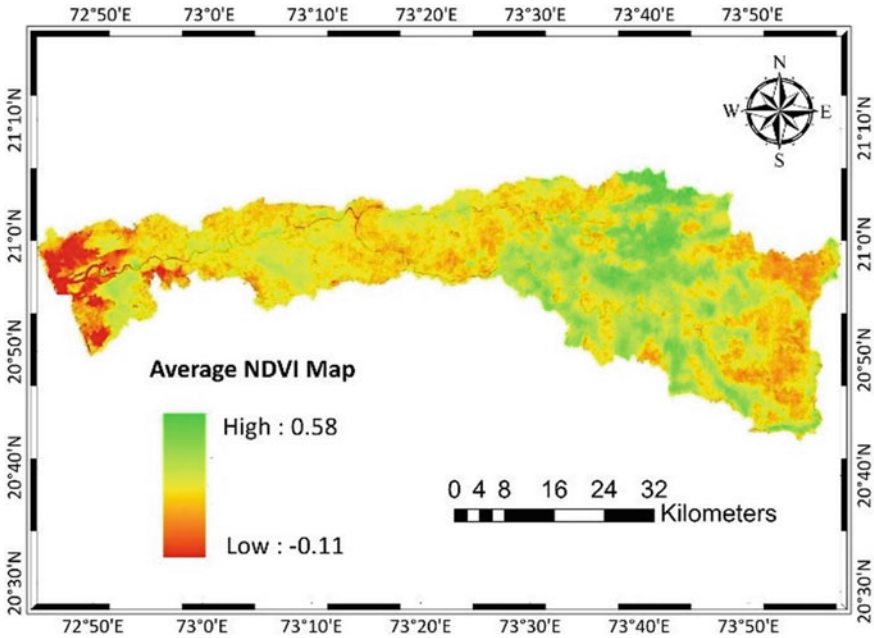 72°50'E 73°0'E 73°10'E 73°20'E 73°30'E 73°40'E 73°50'E
N
W E
S
21°10'N 21°10'N
21°0'N 21°0'N
20°50'N 20°50'N
20°40'N 20°40'N
20°30'N 20°30'N
Average NDVI Map
High : 0.58
Low : -0.11
0 4 8 16 24 32
Kilometers
72°50'E 73°0'E 73°10'E 73°20'E 73°30'E 73°40'E 73°50'E